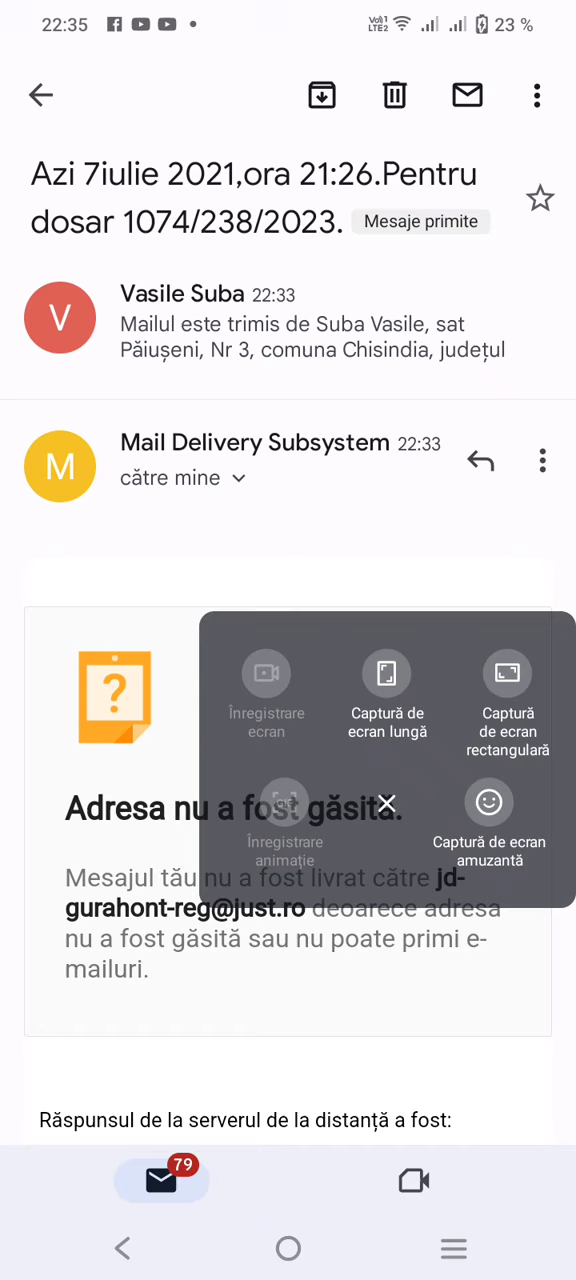 22:35
VoJ)1 LTE2
23 %
Azi 7iulie 2021,ora 21:26.Pentru
dosar 1074/238/2023. Mesaje primite
V
Vasile Suba 22:33
Mailul este trimis de Suba Vasile, sat
Păiușeni, Nr 3, comuna Chisindia, județul
M
Mail Delivery Subsystem 22:33
către mine
?
Înregistrare
ecran
Captură de
ecran lungă
Captură
de ecran
rectangulară
Adresa nu a fost găsită.
GIF
Înregistrare
animație
Captură de ecran
amuzantă
Mesajul tău nu a fost livrat către jd-
gurahont-reg@just.ro deoarece adresa
nu a fost găsită sau nu poate primi e-
mailuri.
Răspunsul de la serverul de la distanță a fost:
79